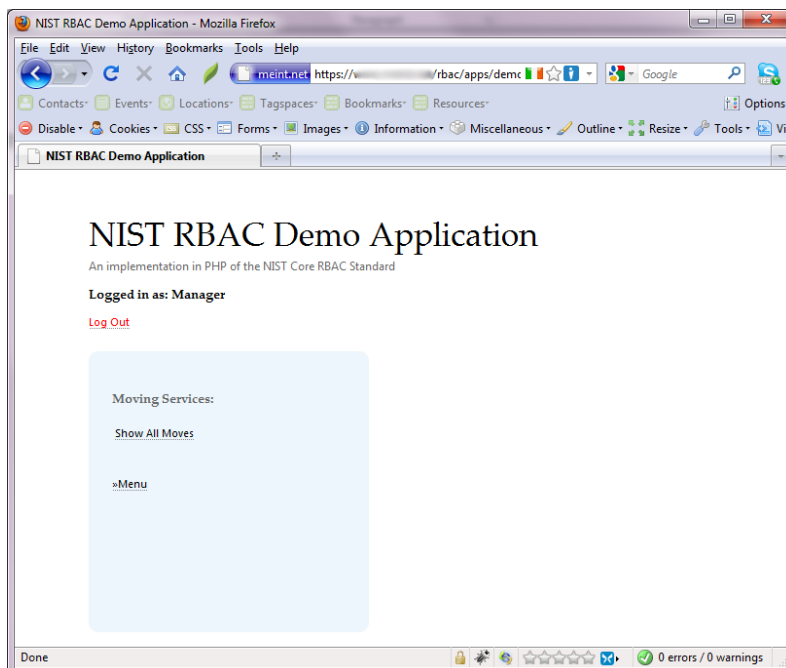 NIST RBAC Demo Application - Mozilla Firefox
File Edit View History Bookmarks Tools Help
meint.net https:// /rbac/apps/demo Google
Contacts Events Locations Tagspaces Bookmarks Resources Options
Disable Cookies CSS Forms Images Information Miscellaneous Outline Resize Tools Vi
NIST RBAC Demo Application
NIST RBAC Demo Application
An implementation in PHP of the NIST Core RBAC Standard
Logged in as: Manager
Log Out
Moving Services:
Show All Moves
»Menu
Done 0 errors / 0 warnings